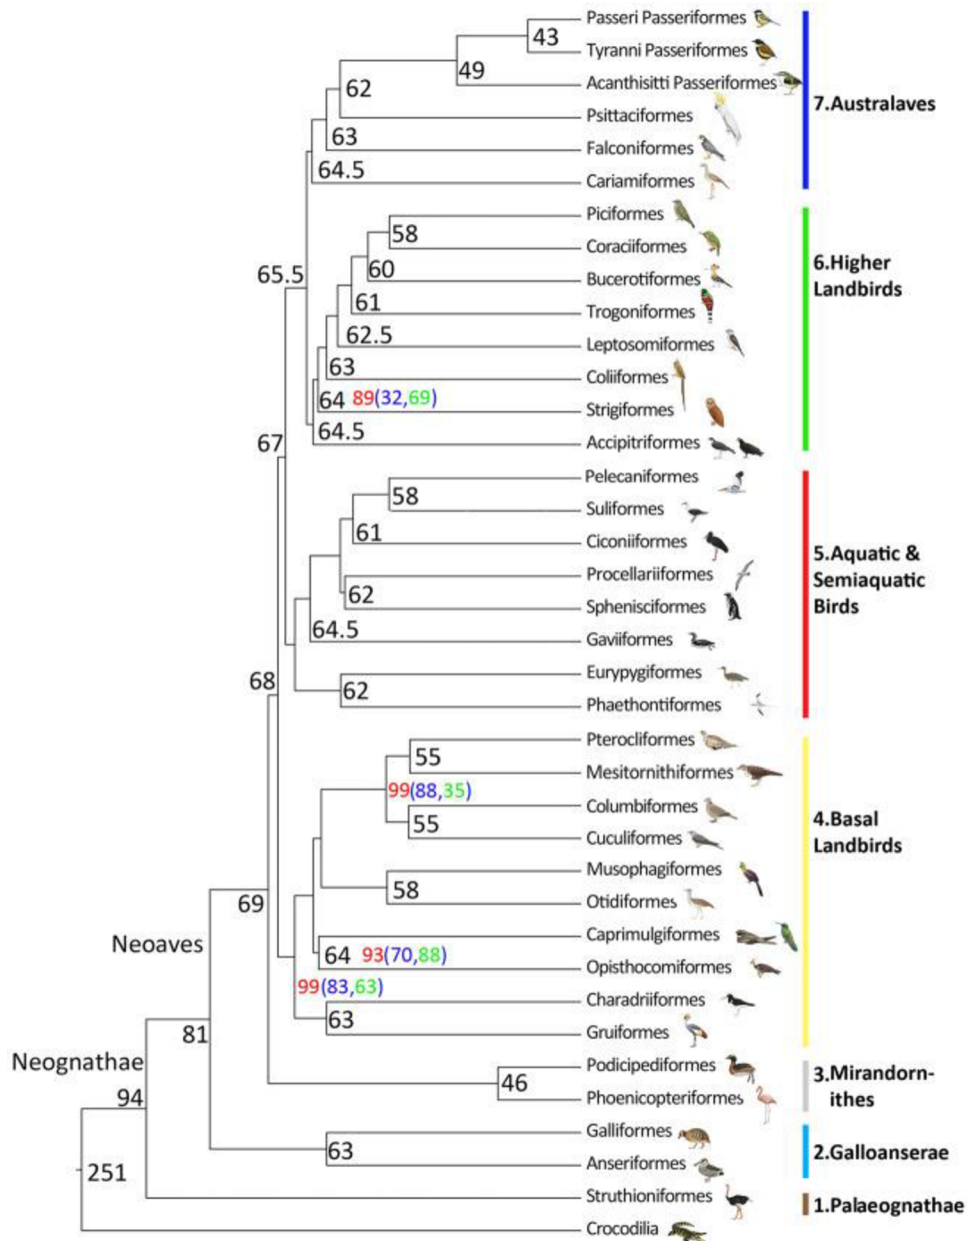 Passeri Passeriformes
43
Tyranni Passeriformes
49
Acanthisitti Passeriformes
62
7.Australaves
Psittaciformes
63
Falconiformes
64.5
Cariamiformes
Piciformes
58
Coraciiformes
6.Higher
Landbirds
65.5
60
Bucerotiformes
61
Trogoniformes
62.5
Leptosomiformes
63
Coliiformes
64 89(32,69)
Strigiformes
64.5
67
Accipitriformes
Pelecaniformes
58
Suliformes
61
Ciconiiformes
5.Aquatic &
Semiaquatic
Birds
Procellariiformes
62
Sphenisciformes
64.5
Gaviiformes
68
Eurypygiformes
62
Phaethontiformes
Pterocliformes
55
Mesitornithiformes
99(88,35)
Columbiformes
4.Basal
Landbirds
55
Cuculiformes
Musophagiformes
58
69
Otidiformes
Neoaves
Caprimulgiformes
64 93(70,88)
Opisthocomiformes
99(83,63)
Charadriiformes
63
81
Gruiformes
Neognathae
Podicipediformes
46
3.Mirandorn-
ithes
94
Phoenicopteriformes
Galliformes
63
2.Galloanserae
Anseriformes
251
Struthioniformes
1.Palaeognathae
Crocodilia